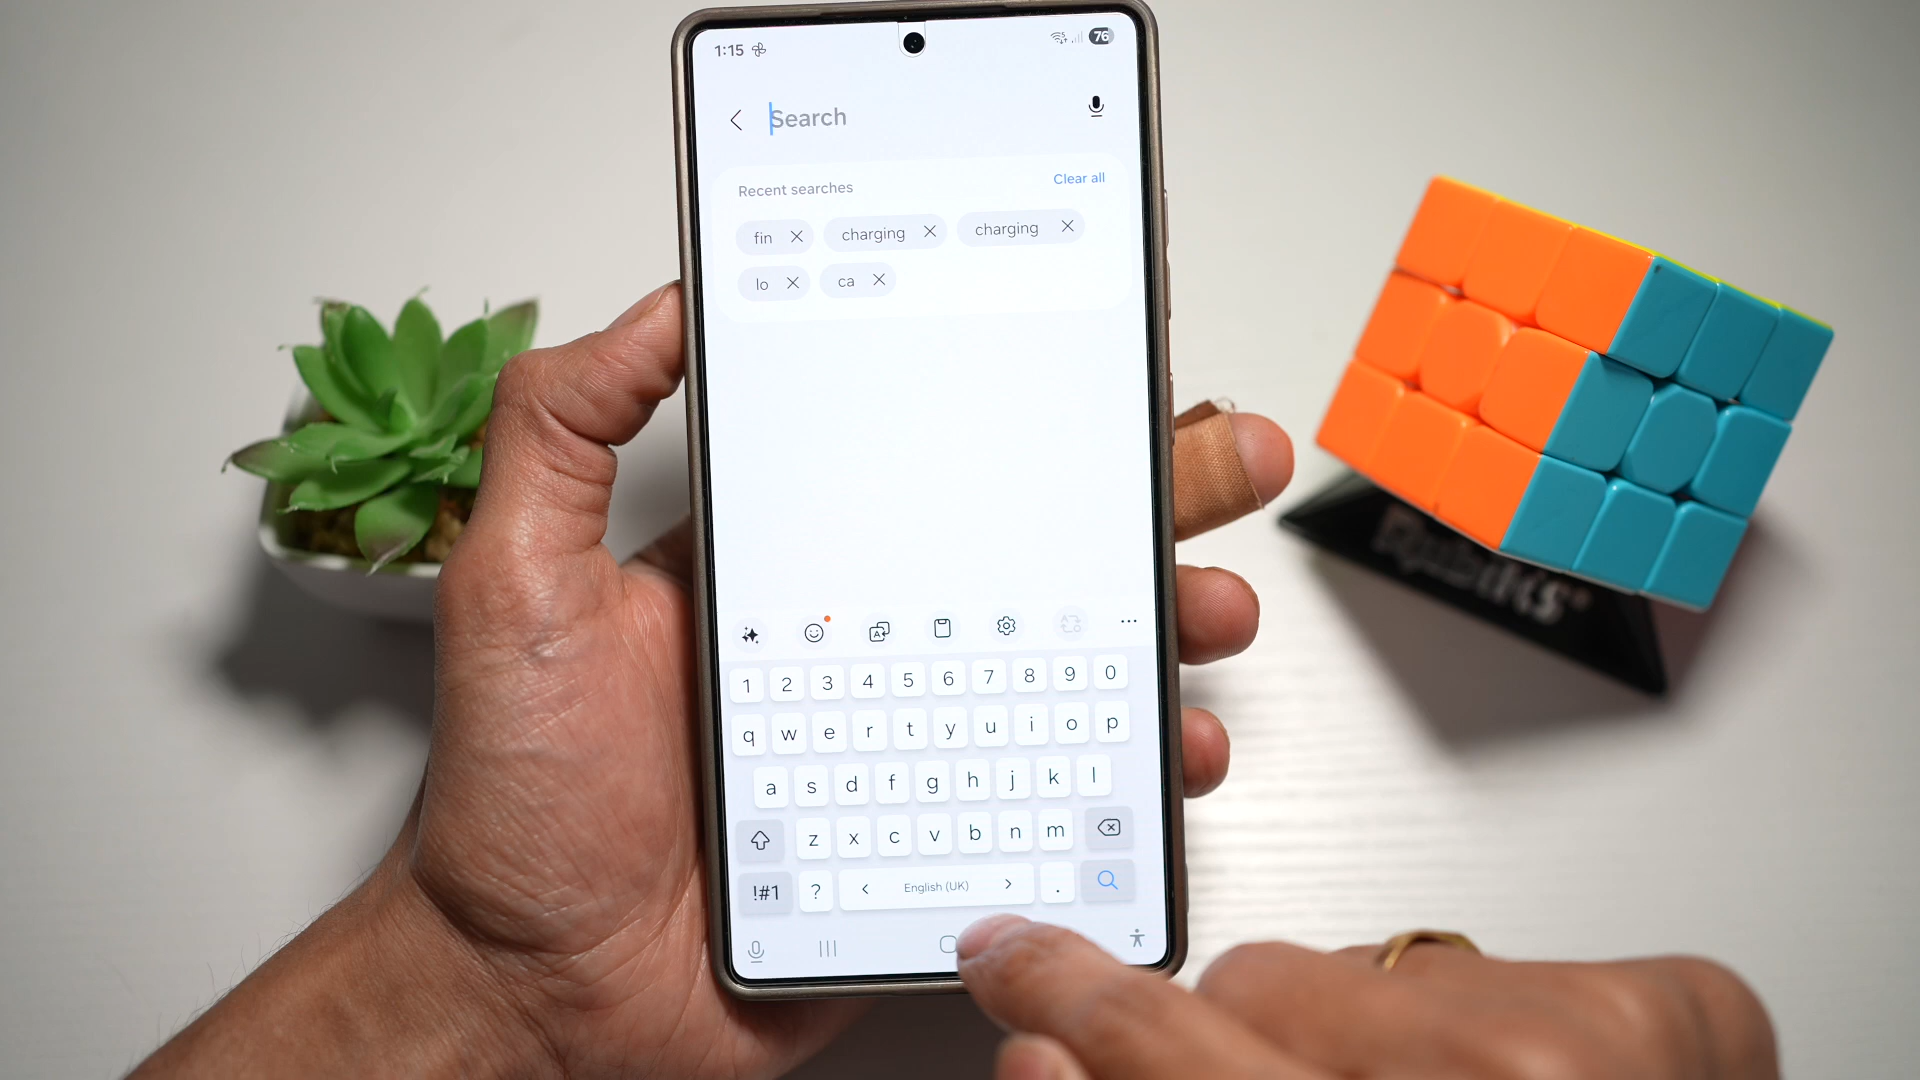 1:15 76
Search
Recent searches Clear all
fin charging charging
lo ca
1 2 3 4 5 6 7 8 9 0
q w e r t y u i o p
a s d f g h j k l
z x c v b n m
!#1 ? < English (UK) > .
Rubik's